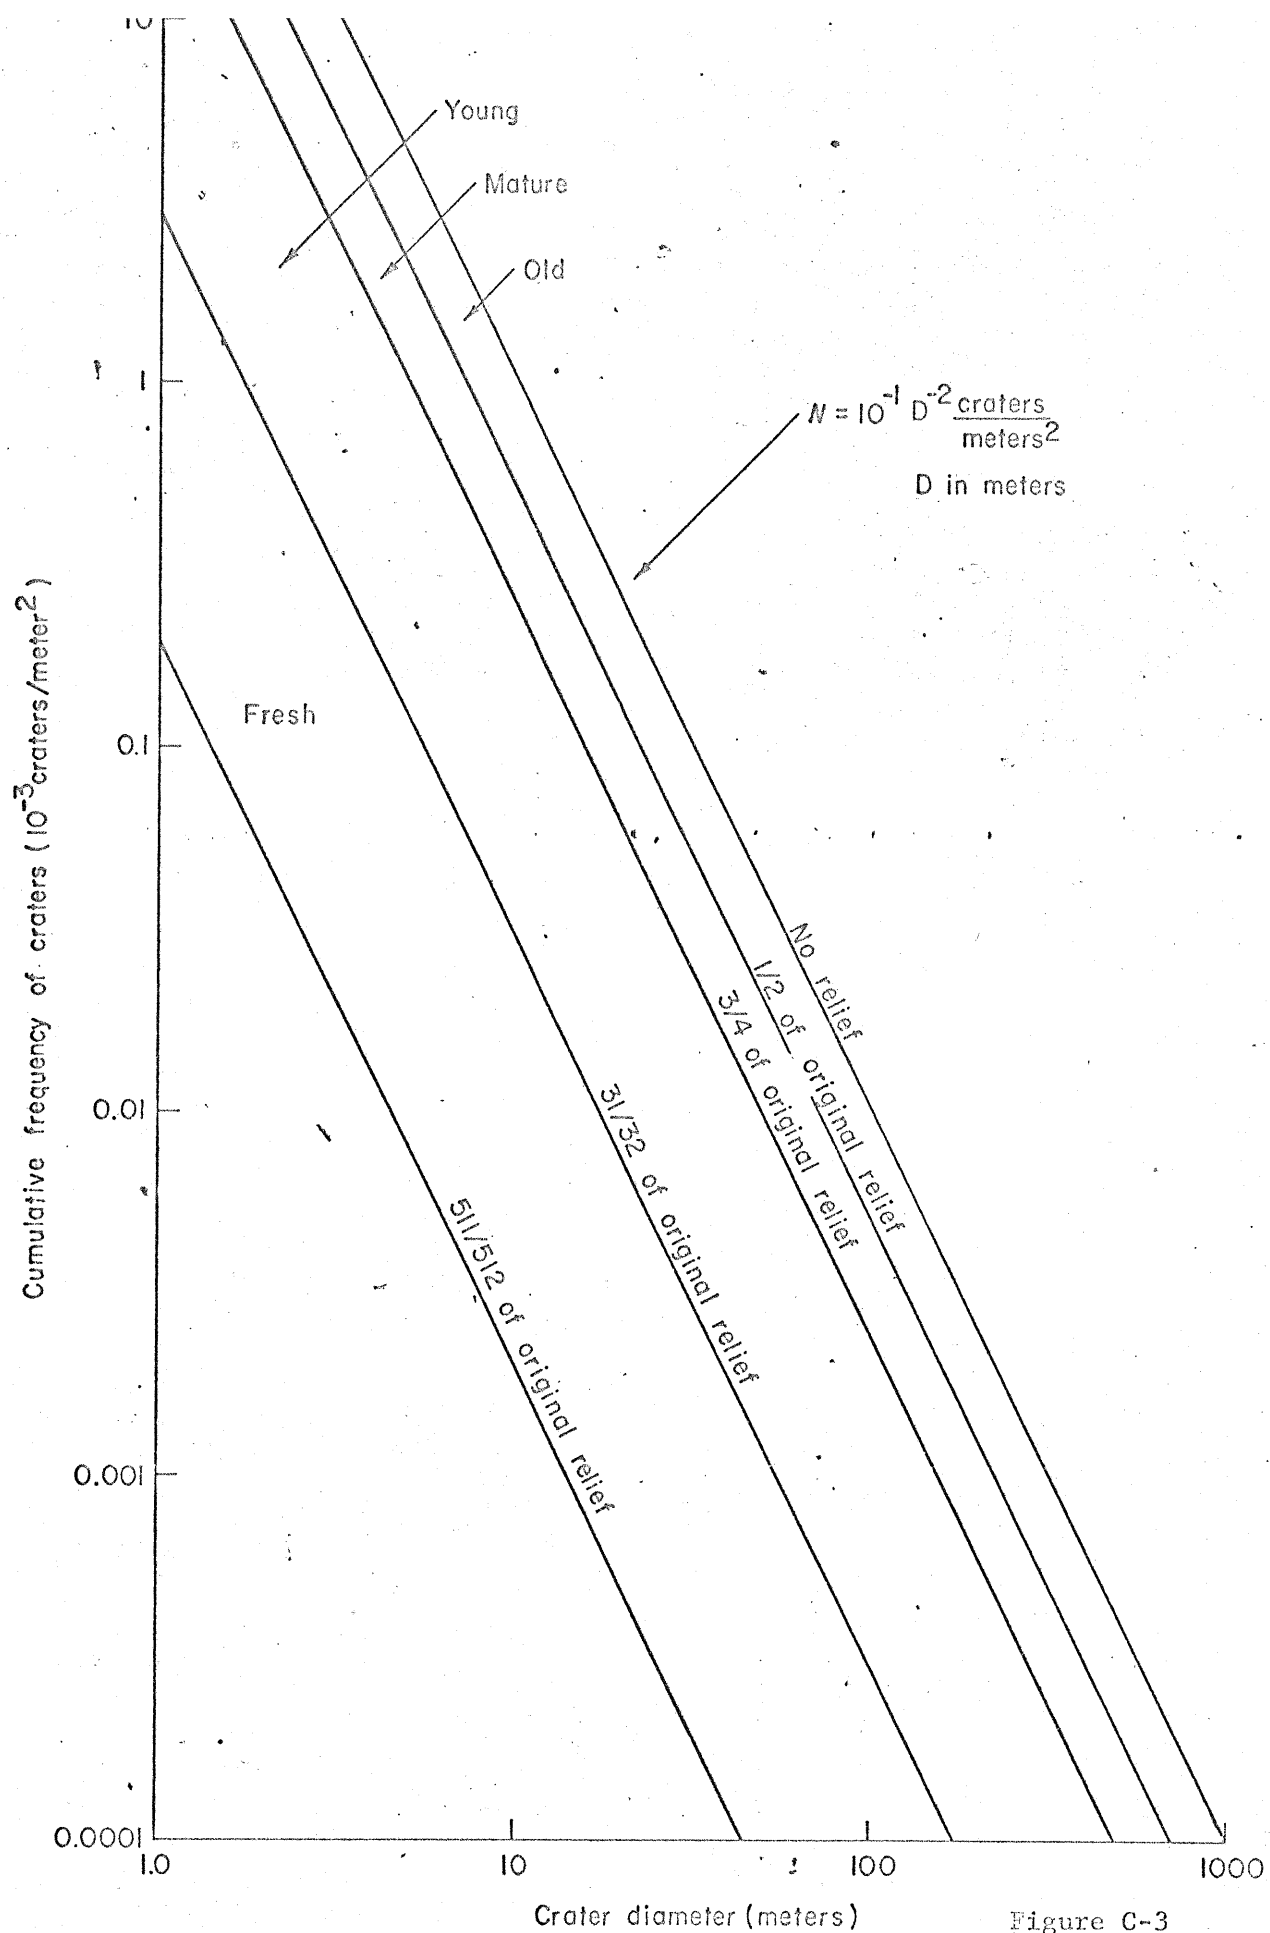 10
Young
Mature
Old
1
N = 10⁻¹ D⁻² craters
meters²
D in meters
Cumulative frequency of craters (10⁻³craters/meter²)
Fresh
0.1
No relief
1/2 of original relief
3/4 of original relief
31/32 of original relief
0.01
511/512 of original relief
0.001
0.0001
1.0
10
100
1000
Crater diameter (meters)
Figure C-3